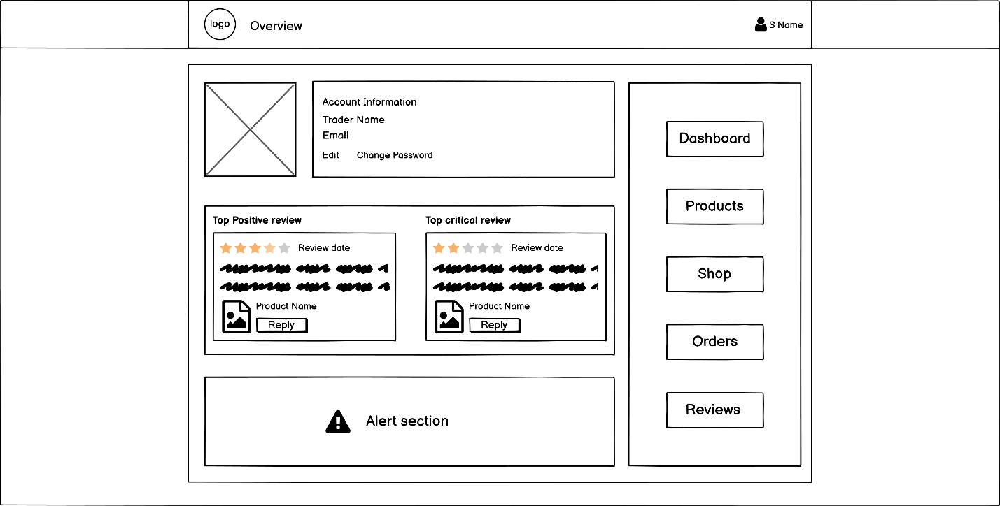 logo
Overview
S Name
Account Information
Trader Name
Email
Edit Change Password
Dashboard
Products
Shop
Orders
Reviews
Top Positive review
Review date
Product Name
Reply
Top critical review
Review date
Product Name
Reply
Alert section